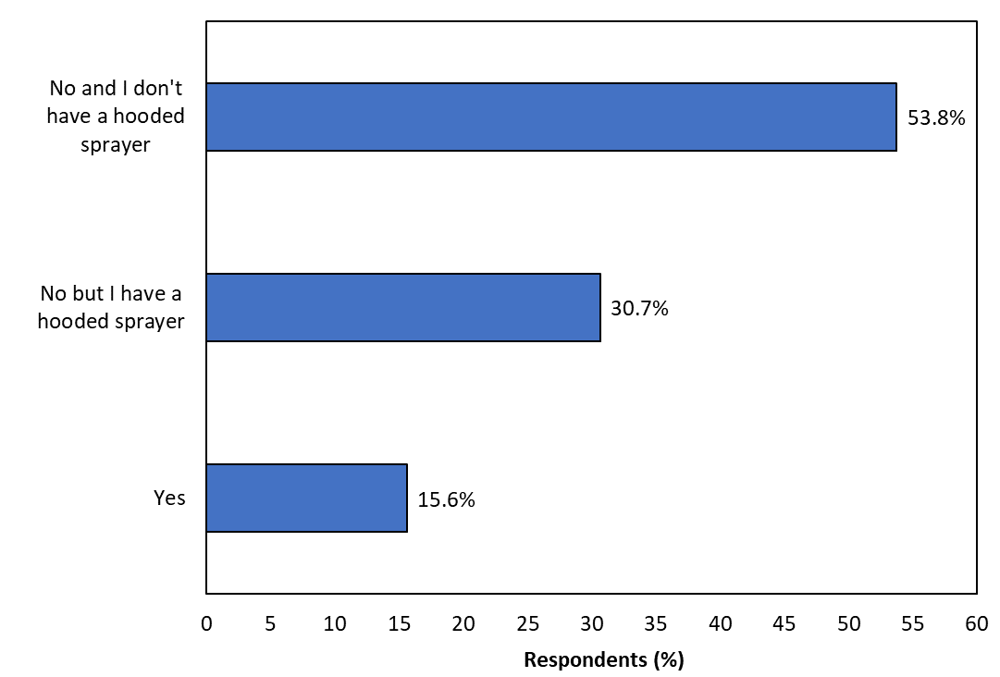 No and I don't
have a hooded
sprayer
53.8%
No but I have a
hooded sprayer
30.7%
Yes
15.6%
0 5 10 15 20 25 30 35 40 45 50 55 60
Respondents (%)